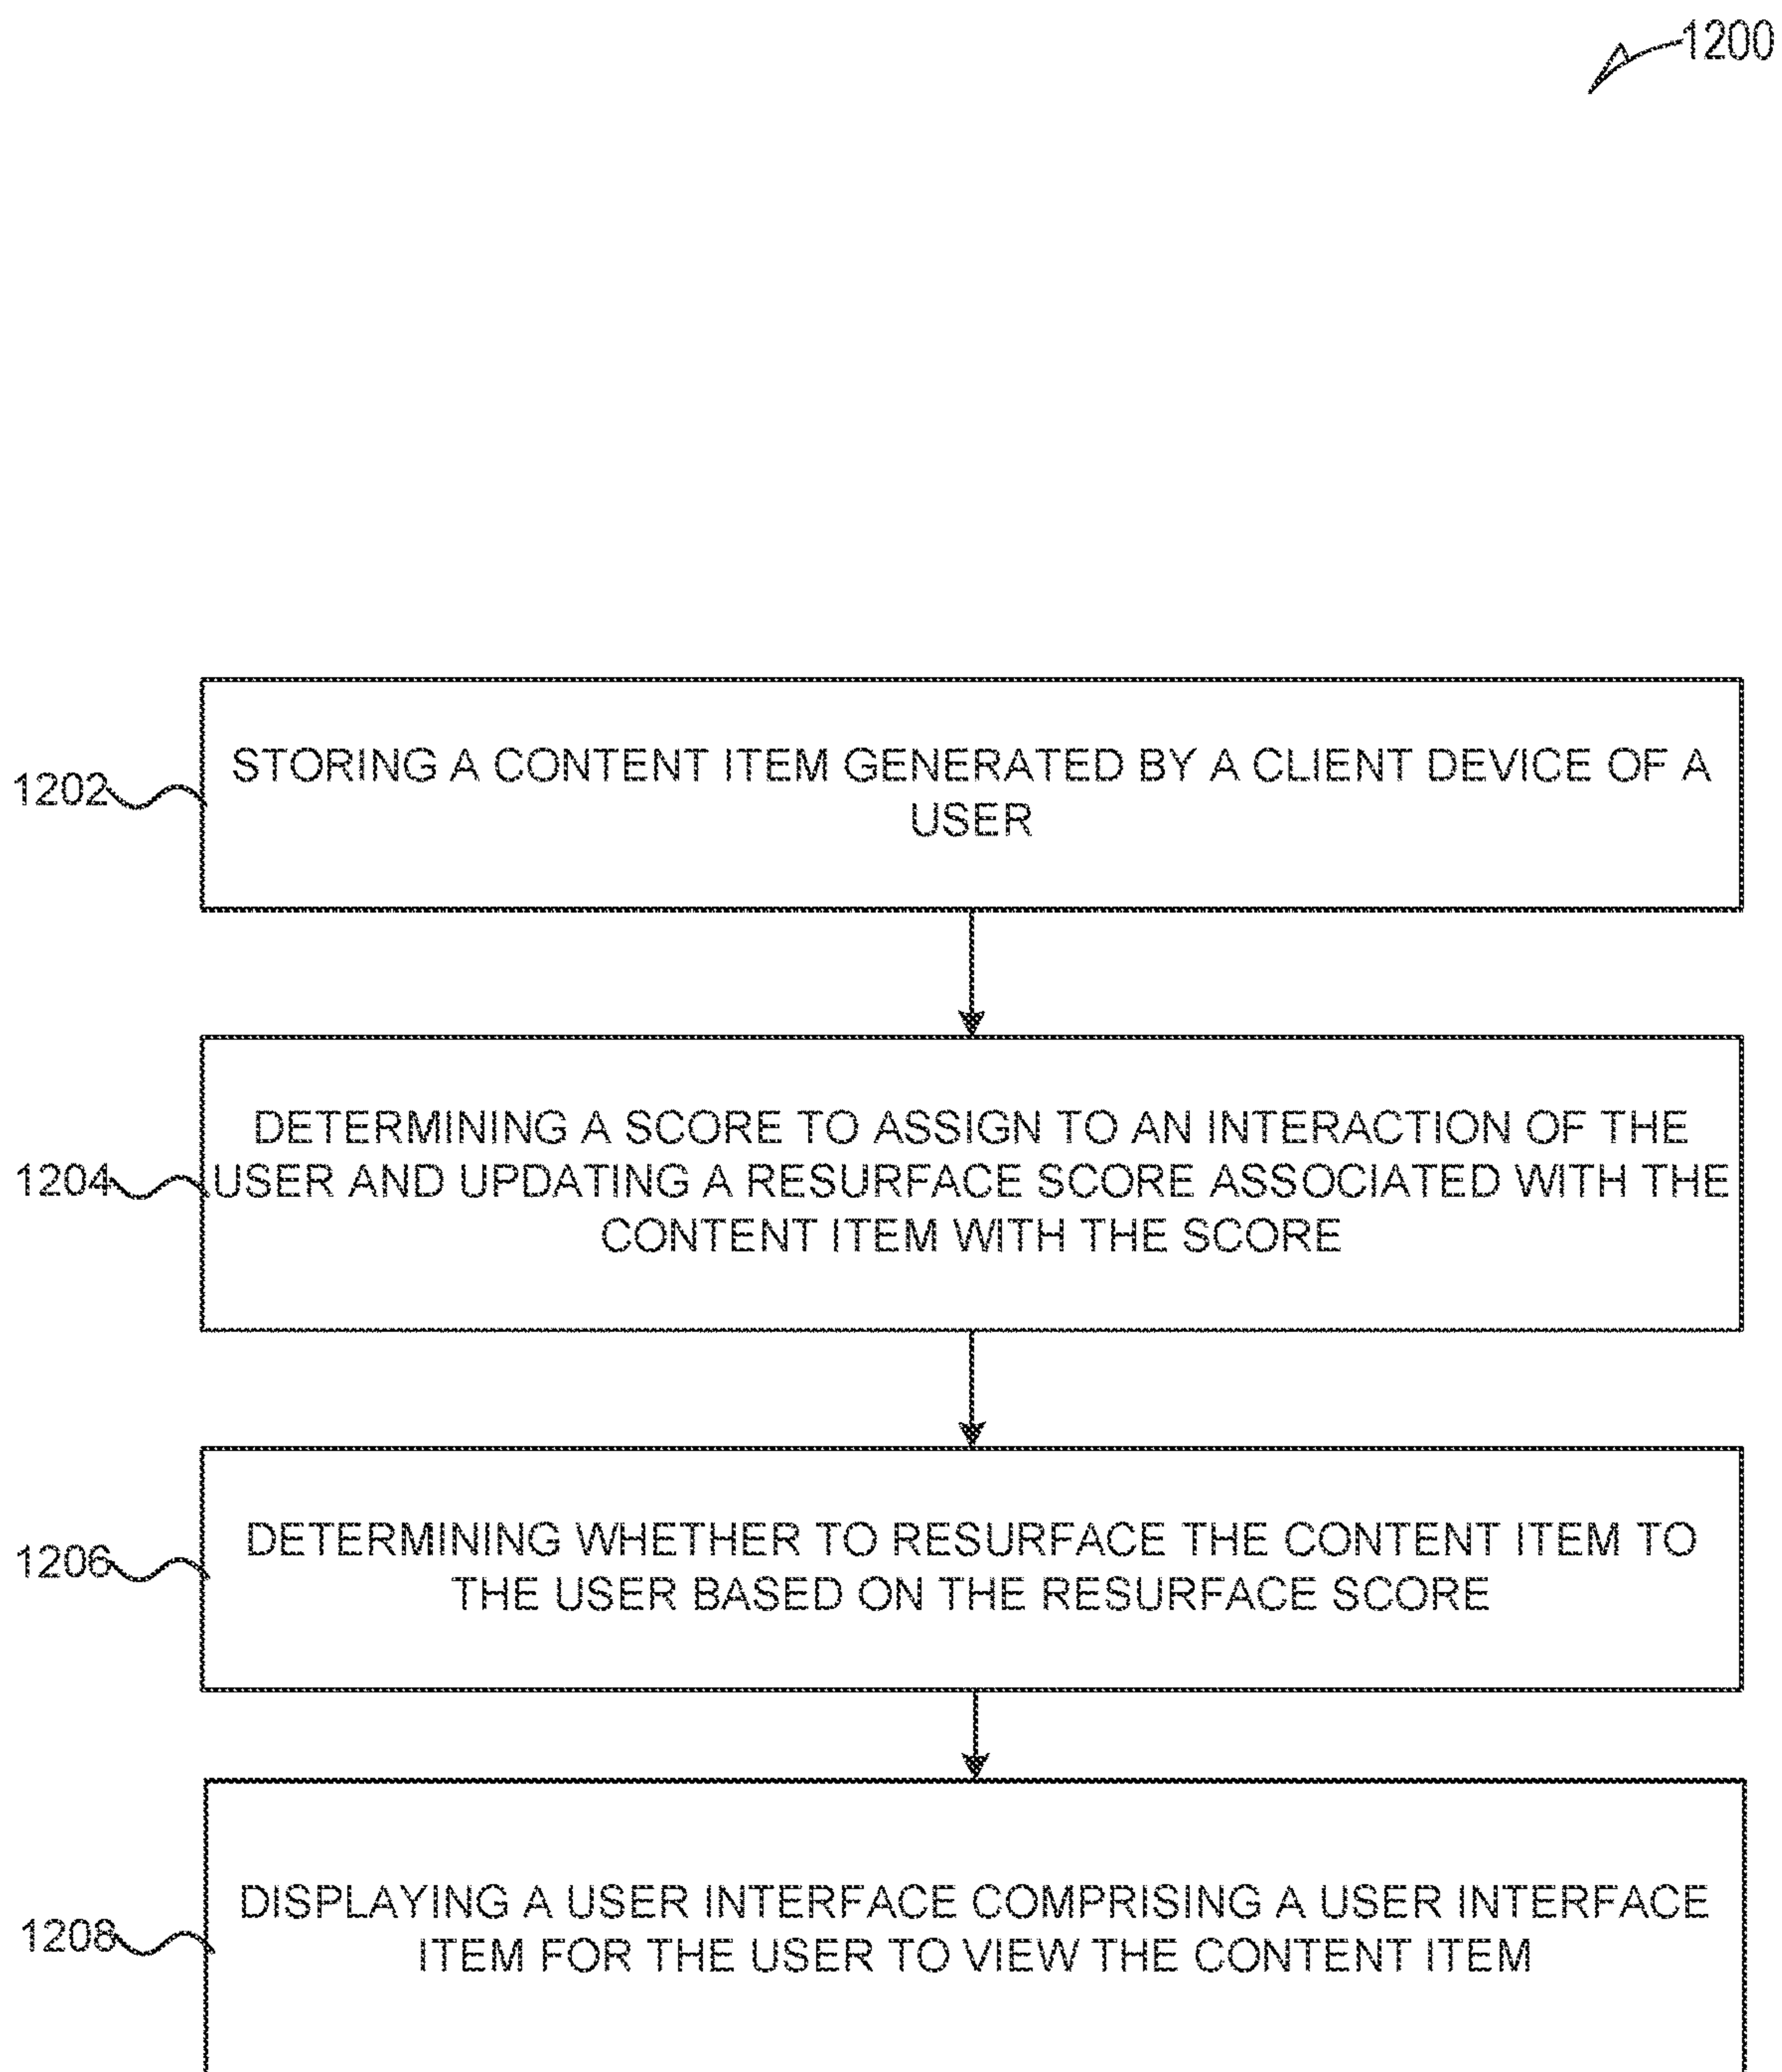 1200
1202
STORING A CONTENT ITEM GENERATED BY A CLIENT DEVICE OF A
USER
1204
DETERMINING A SCORE TO ASSIGN TO AN INTERACTION OF THE
USER AND UPDATING A RESURFACE SCORE ASSOCIATED WITH THE
CONTENT ITEM WITH THE SCORE
1206
DETERMINING WHETHER TO RESURFACE THE CONTENT ITEM TO
THE USER BASED ON THE RESURFACE SCORE
1208
DISPLAYING A USER INTERFACE COMPRISING A USER INTERFACE
ITEM FOR THE USER TO VIEW THE CONTENT ITEM